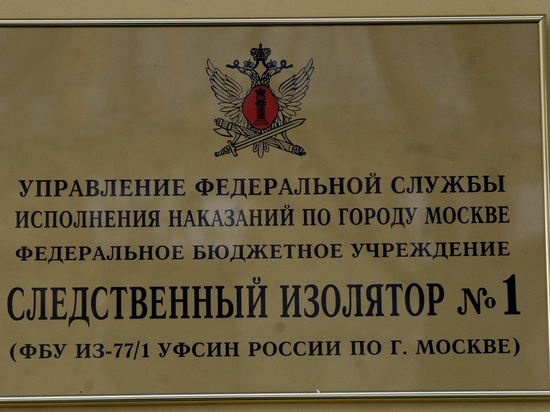 УПРАВЛЕНИЕ ФЕДЕРАЛЬНОЙ СЛУЖБЫ
ИСПОЛНЕНИЯ НАКАЗАНИЙ ПО ГОРОДУ МОСКВЕ
ФЕДЕРАЛЬНОЕ БЮДЖЕТНОЕ УЧРЕЖДЕНИЕ
СЛЕДСТВЕННЫЙ ИЗОЛЯТОР №1
(ФБУ ИЗ-77/1 УФСИН РОССИИ ПО Г. МОСКВЕ)